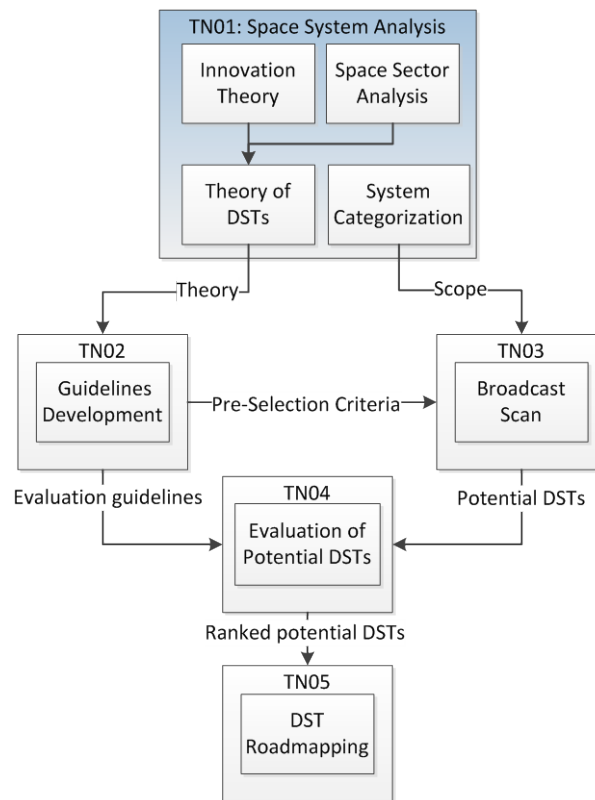 TN01: Space System Analysis
Innovation
Theory
Space Sector
Analysis
Theory of
DSTs
System
Categorization
Theory
Scope
TN02
Guidelines
Development
Pre-Selection Criteria
TN03
Broadcast
Scan
Evaluation guidelines
Potential DSTs
TN04
Evaluation of
Potential DSTs
Ranked potential DSTs
TN05
DST
Roadmapping